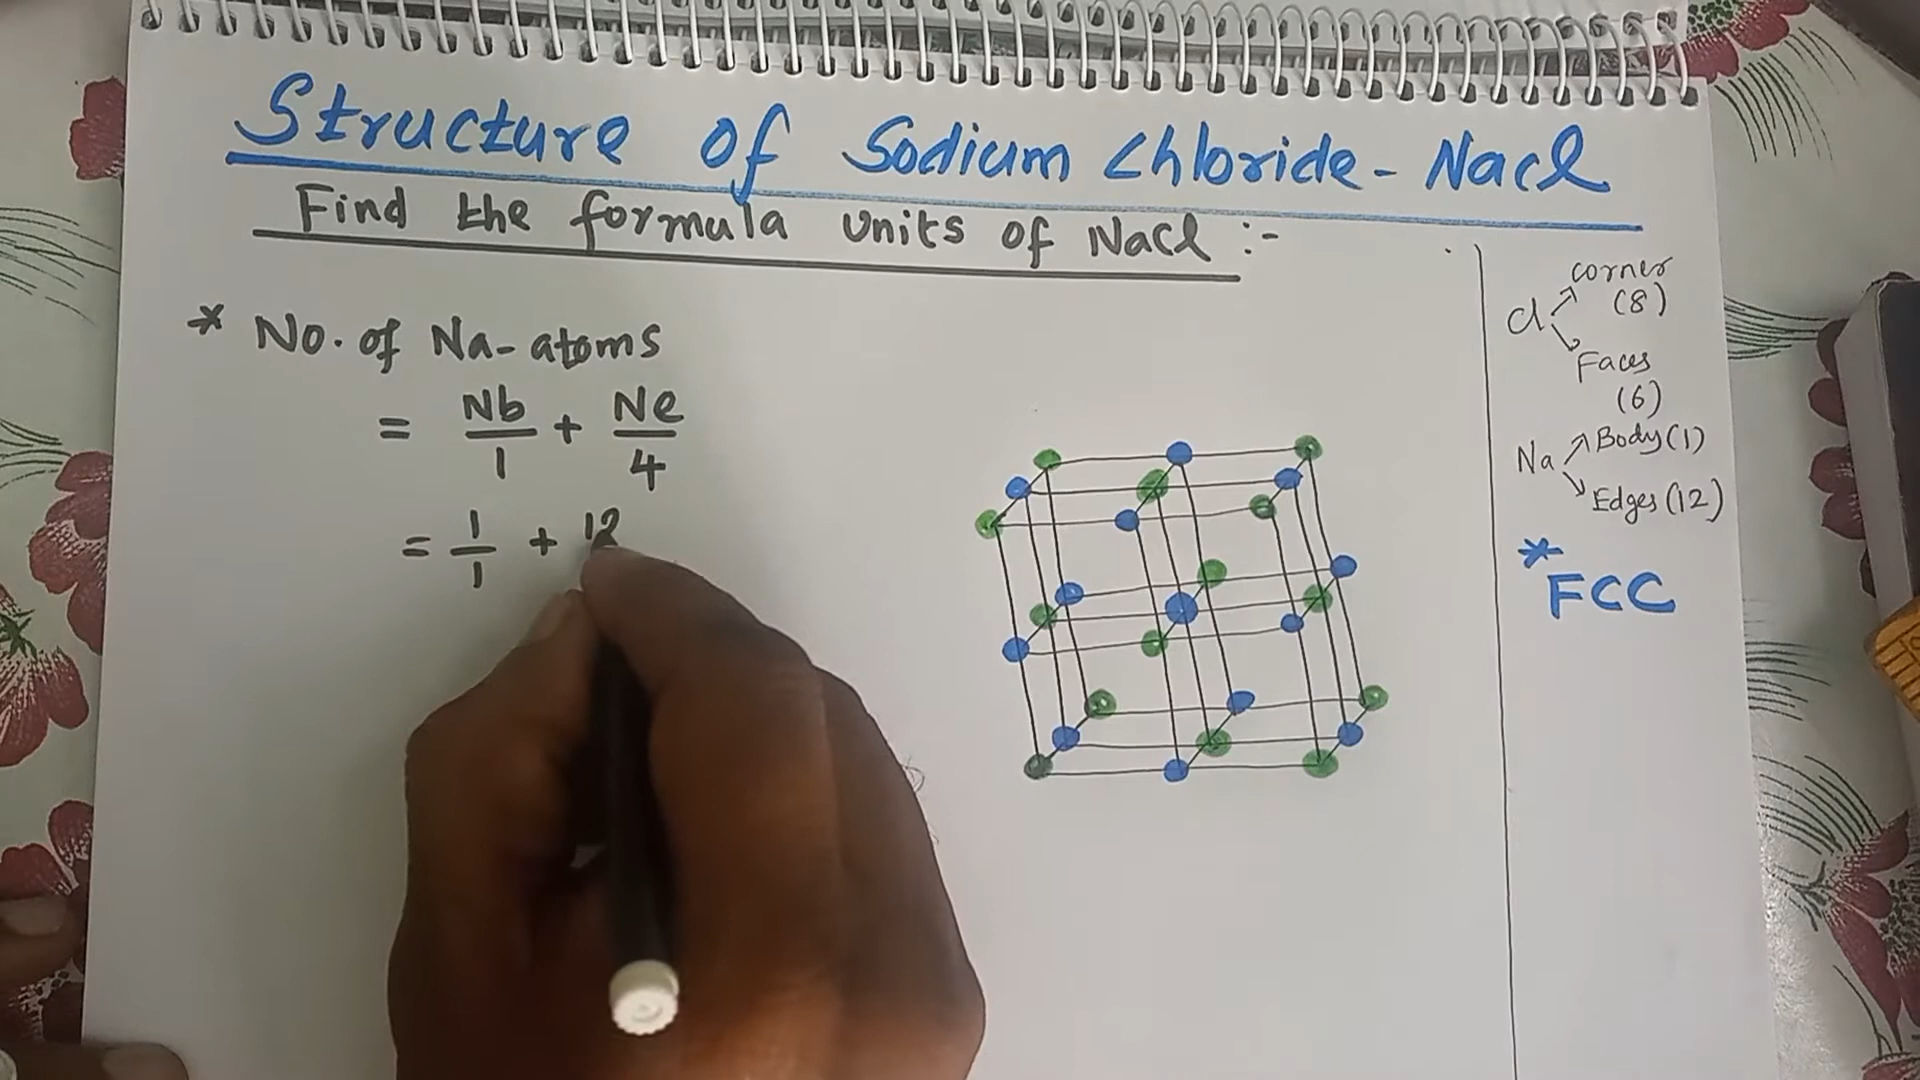 Structure of Sodium Chloride - Nacl
Find the formula units of Nacl :-
* No. of Na- atoms
= Nb/1 + Ne/4
= 1/1 + 12
Cl
corner
(8)
Faces
(6)
Na
Body (1)
Edges (12)
*
FCC